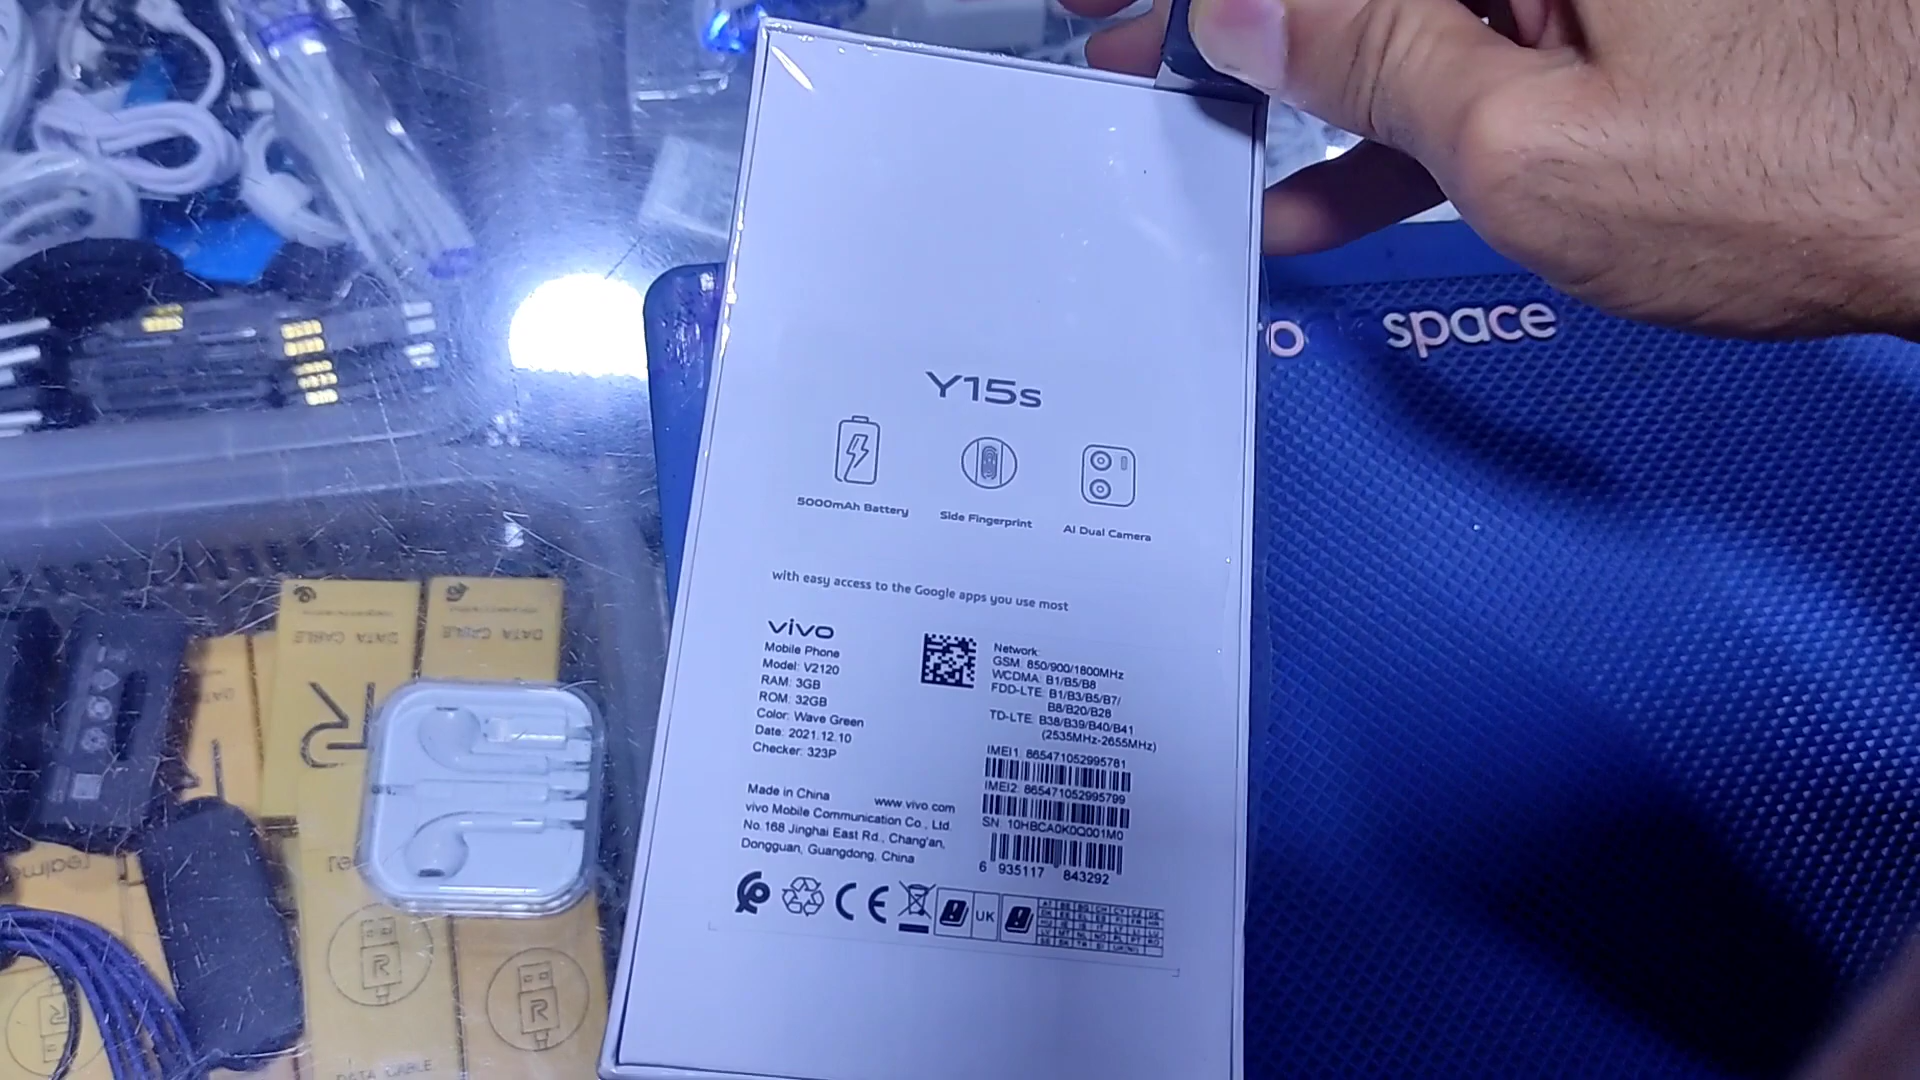 space
Y15s
5000mAh Battery
Side Fingerprint
AI Dual Camera
with easy access to the Google apps you use most
vivo
Mobile Phone
Model: V2120
RAM: 3GB
ROM: 32GB
Color: Wave Green
Date: 2021.12.10
Checker: 323P
Network:
GSM: 850/900/1800MHz
WCDMA: B1/B5/B8
FDD-LTE: B1/B3/B5/B7/
B8/B20/B28
TD-LTE: B38/B39/B40/B41
(2535MHz-2655MHz)
IMEI1: 865471052995781
IMEI2: 865471052995799
SN: 10HBCA0K0Q001M0
6 935117 843292
Made in China
www.vivo.com
vivo Mobile Communication Co., Ltd.
No.168 Jinghai East Rd., Chang'an,
Dongguan, Guangdong, China
CE
UK
DATA CABLE
DATA CABLE
R
realme
R
R
DATA CABLE